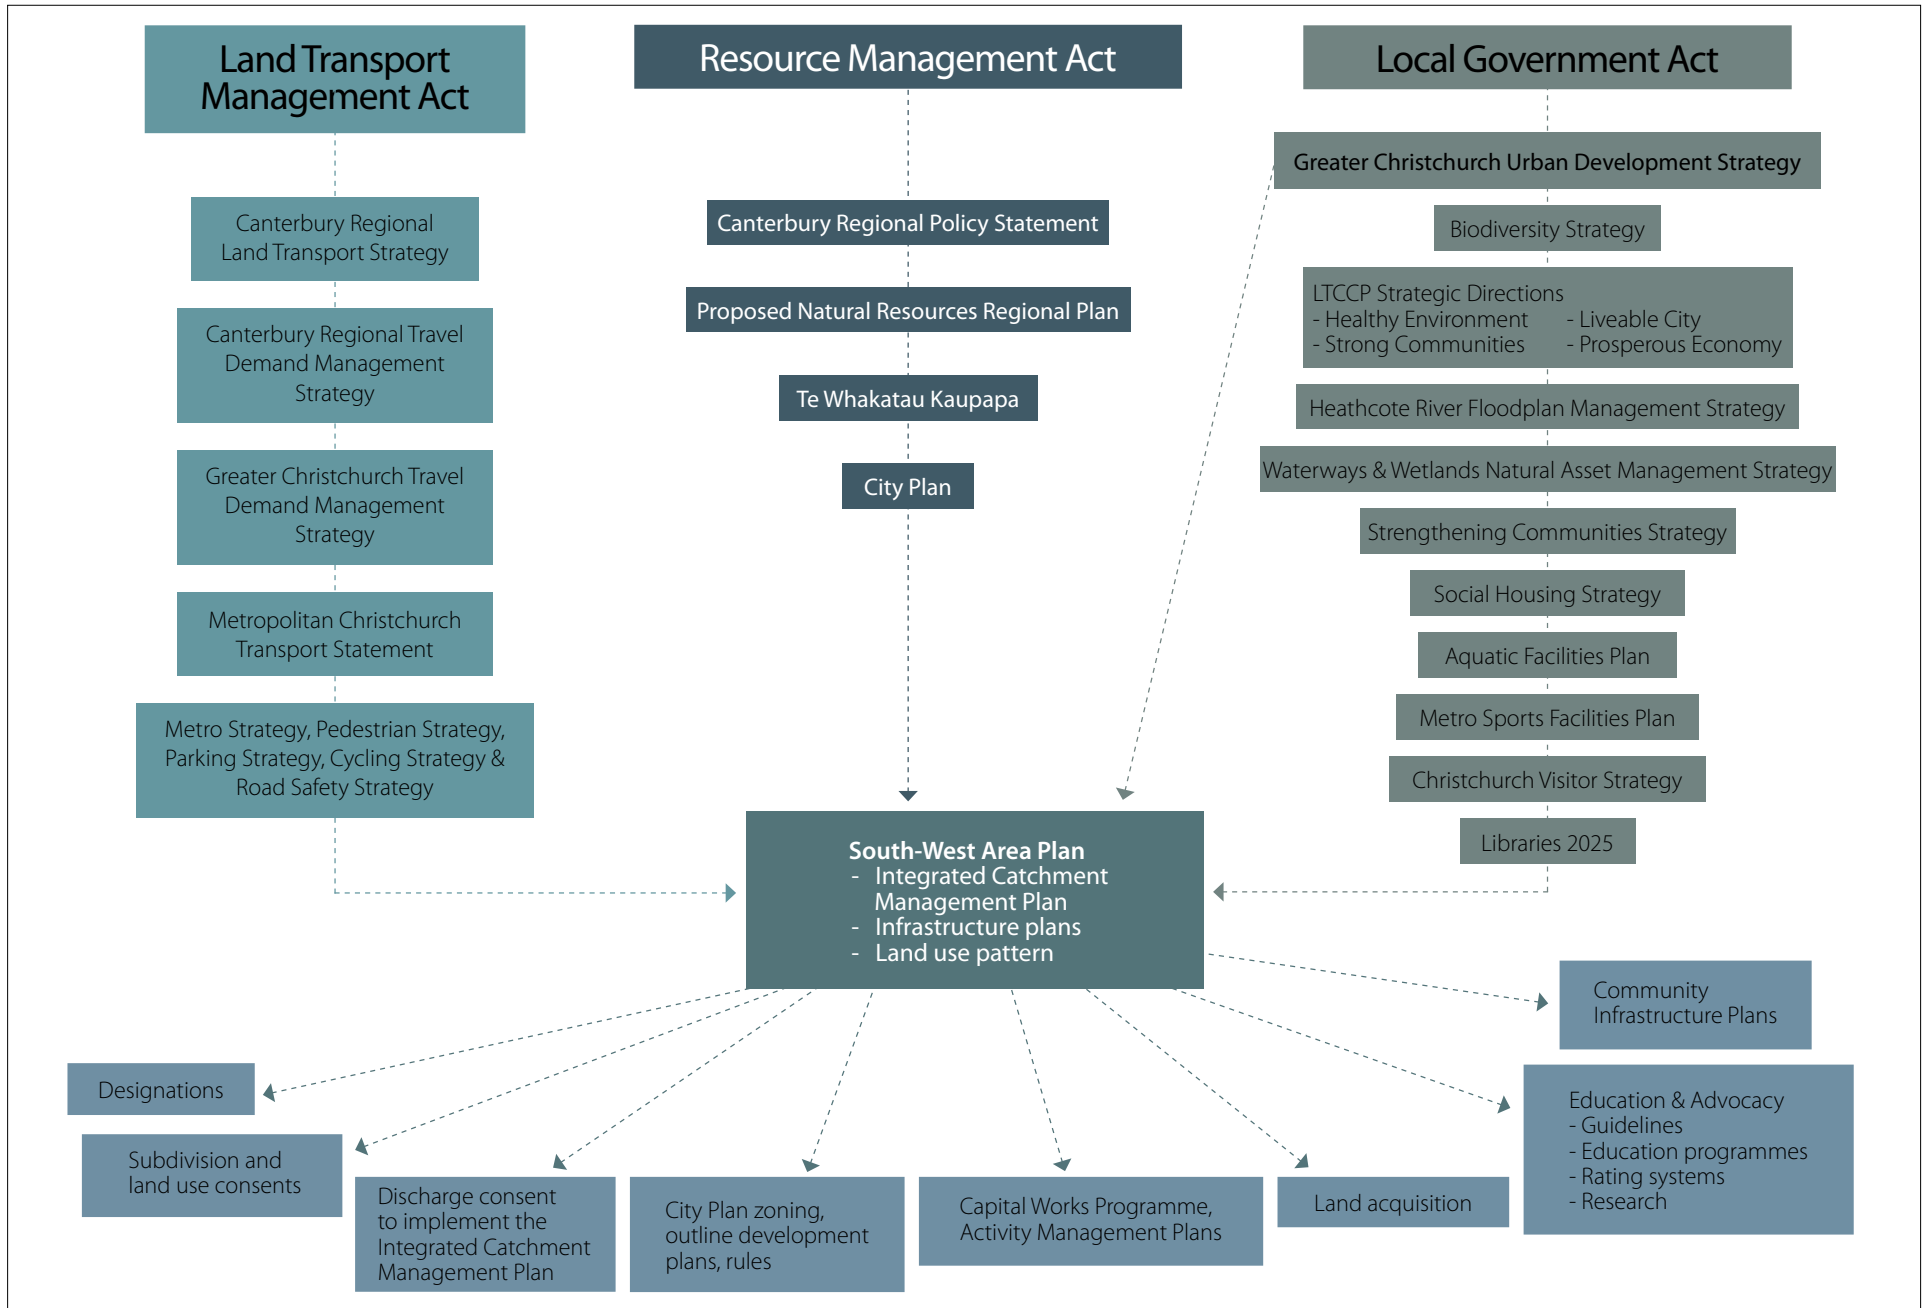 Land Transport
Management Act
Canterbury Regional
Land Transport Strategy
Canterbury Regional Travel
Demand Management
Strategy
Greater Christchurch Travel
Demand Management
Strategy
Metropolitan Christchurch
Transport Statement
Metro Strategy, Pedestrian Strategy,
Parking Strategy, Cycling Strategy &
Road Safety Strategy
Resource Management Act
Canterbury Regional Policy Statement
Proposed Natural Resources Regional Plan
Te Whakatau Kaupapa
City Plan
Local Government Act
Greater Christchurch Urban Development Strategy
Biodiversity Strategy
LTCCP Strategic Directions
- Healthy Environment - Liveable City
- Strong Communities - Prosperous Economy
Heathcote River Floodplan Management Strategy
Waterways & Wetlands Natural Asset Management Strategy
Strengthening Communities Strategy
Social Housing Strategy
Aquatic Facilities Plan
Metro Sports Facilities Plan
Christchurch Visitor Strategy
Libraries 2025
South-West Area Plan
- Integrated Catchment
Management Plan
- Infrastructure plans
- Land use pattern
Designations
Subdivision and
land use consents
Discharge consent
to implement the
Integrated Catchment
Management Plan
City Plan zoning,
outline development
plans, rules
Capital Works Programme,
Activity Management Plans
Land acquisition
Education & Advocacy
- Guidelines
- Education programmes
- Rating systems
- Research
Community
Infrastructure Plans